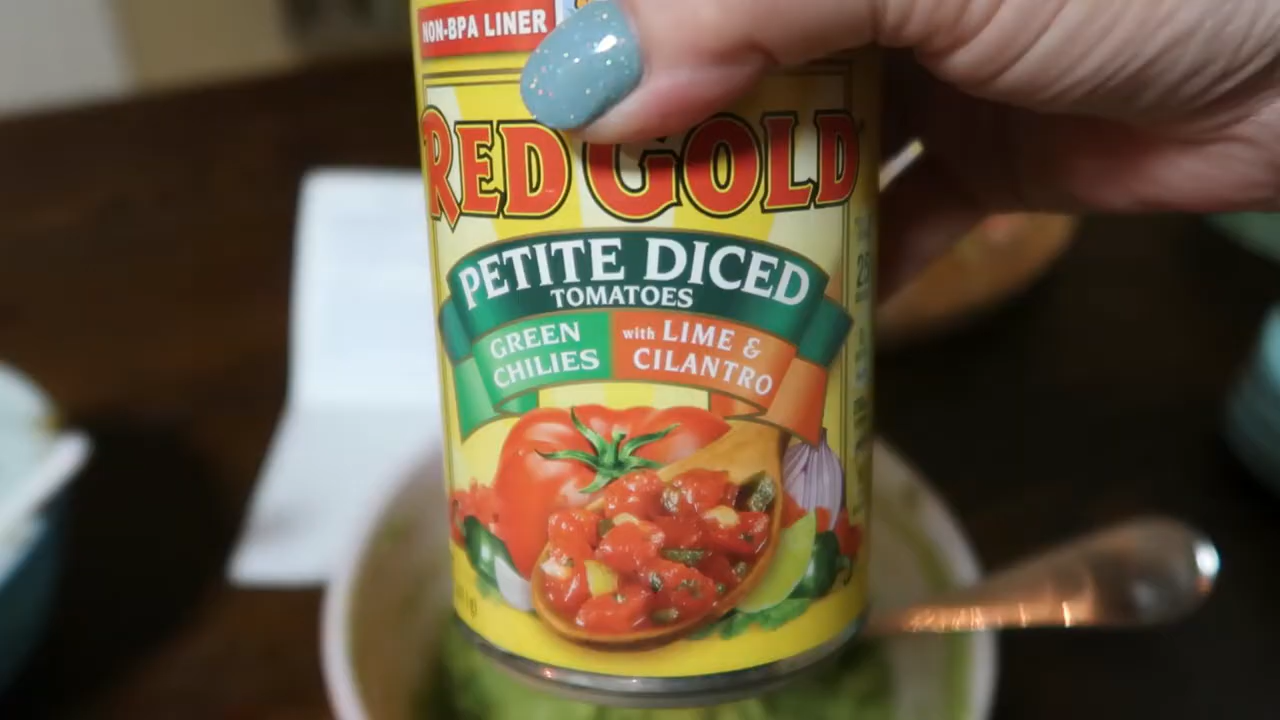 NON-BPA LINER
RED GOLD
PETITE DICED
TOMATOES
GREEN
CHILIES
with LIME &
CILANTRO